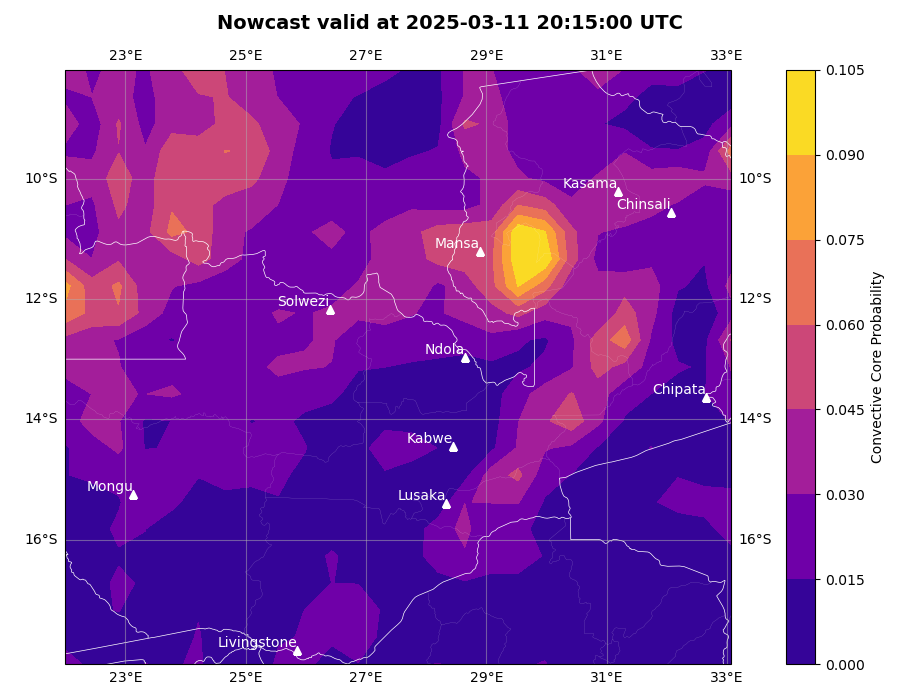 Nowcast valid at 2025-03-11 20:15:00 UTC
23°E 25°E 27°E 29°E 31°E 33°E
0.105
0.090
10°S Kasama 10°S
Chinsali
0.075
Mansa
12°S Solwezi 12°S
0.060
Ndola
Chipata
0.045
14°S 14°S
Kabwe
Mongu Lusaka
0.030
16°S 16°S
0.015
Livingstone
0.000
23°E 25°E 27°E 29°E 31°E 33°E
Convective Core Probability